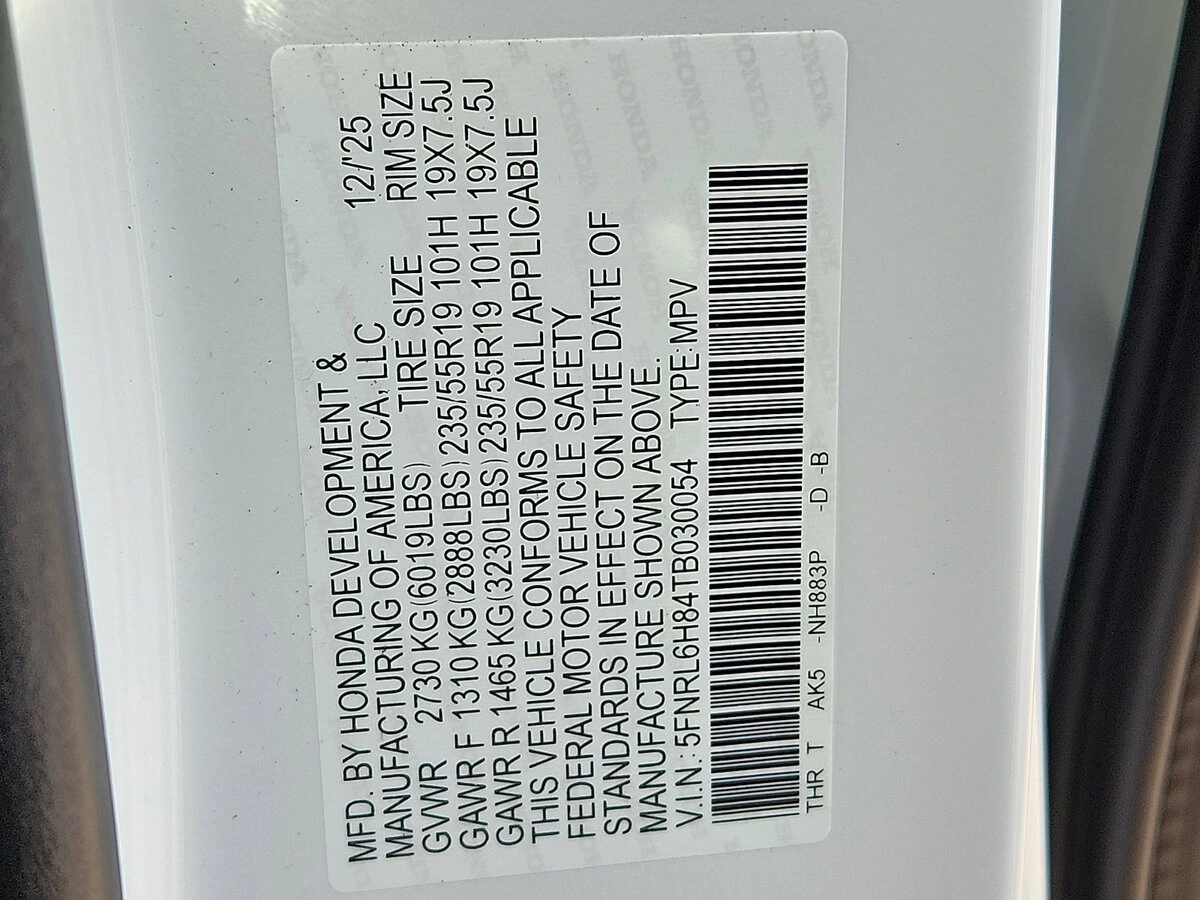 MFD. BY HONDA DEVELOPMENT &
MANUFACTURING OF AMERICA, LLC 12/'25
GVWR 2730 KG(6019LBS) TIRE SIZE RIM SIZE
GAWR F 1310 KG(2888LBS) 235/55R19 101H 19X7.5J
GAWR R 1465 KG(3230LBS) 235/55R19 101H 19X7.5J
THIS VEHICLE CONFORMS TO ALL APPLICABLE
FEDERAL MOTOR VEHICLE SAFETY
STANDARDS IN EFFECT ON THE DATE OF
MANUFACTURE SHOWN ABOVE.
V.I.N.: 5FNRL6H84TB030054 TYPE:MPV
THR T AK5 -NH883P -D -B